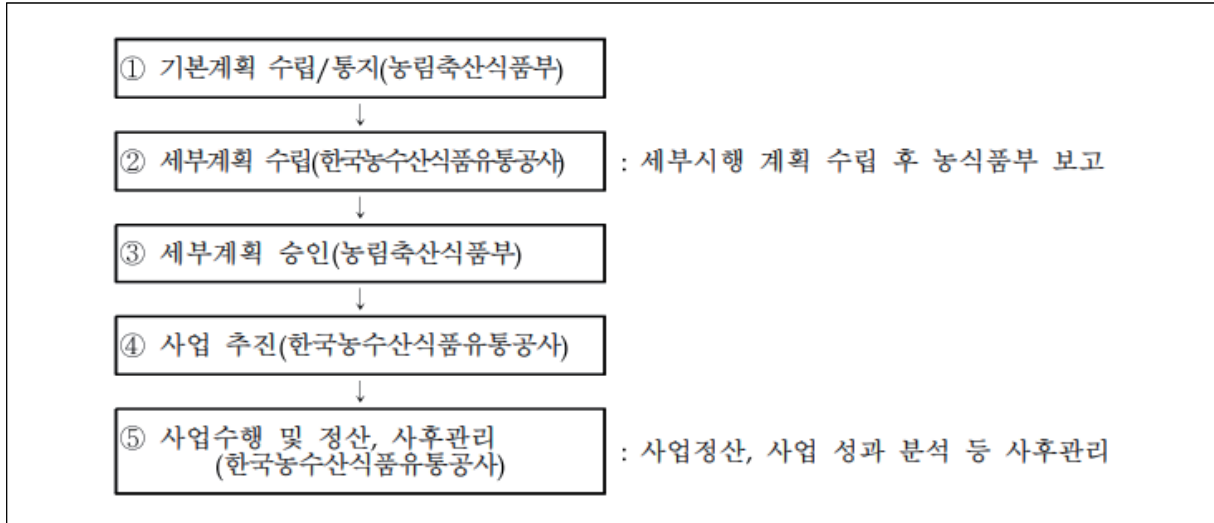 ① 기본계획 수립/통지(농림축산식품부)
↓
② 세부계획 수립(한국농수산식품유통공사) : 세부시행 계획 수립 후 농식품부 보고
↓
③ 세부계획 승인(농림축산식품부)
↓
④ 사업 추진(한국농수산식품유통공사)
↓
⑤ 사업수행 및 정산, 사후관리
(한국농수산식품유통공사) : 사업정산, 사업 성과 분석 등 사후관리